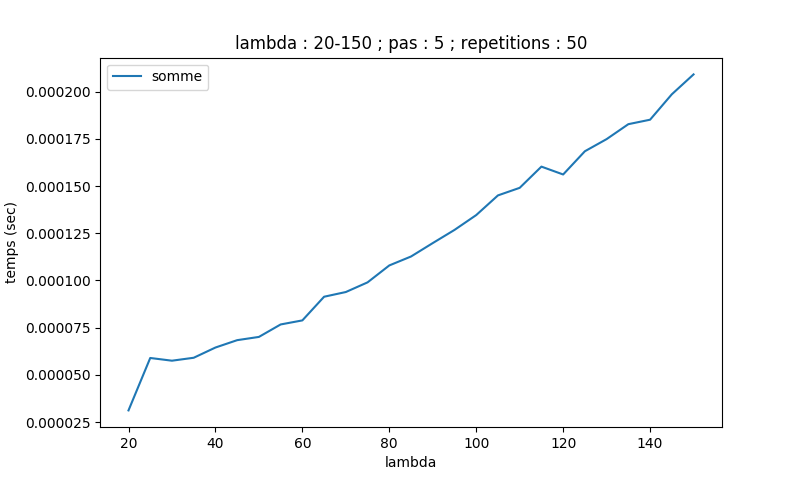 lambda : 20-150 ; pas : 5 ; repetitions : 50
somme
temps (sec)
0.000200
0.000175
0.000150
0.000125
0.000100
0.000075
0.000050
0.000025
20 40 60 80 100 120 140
lambda